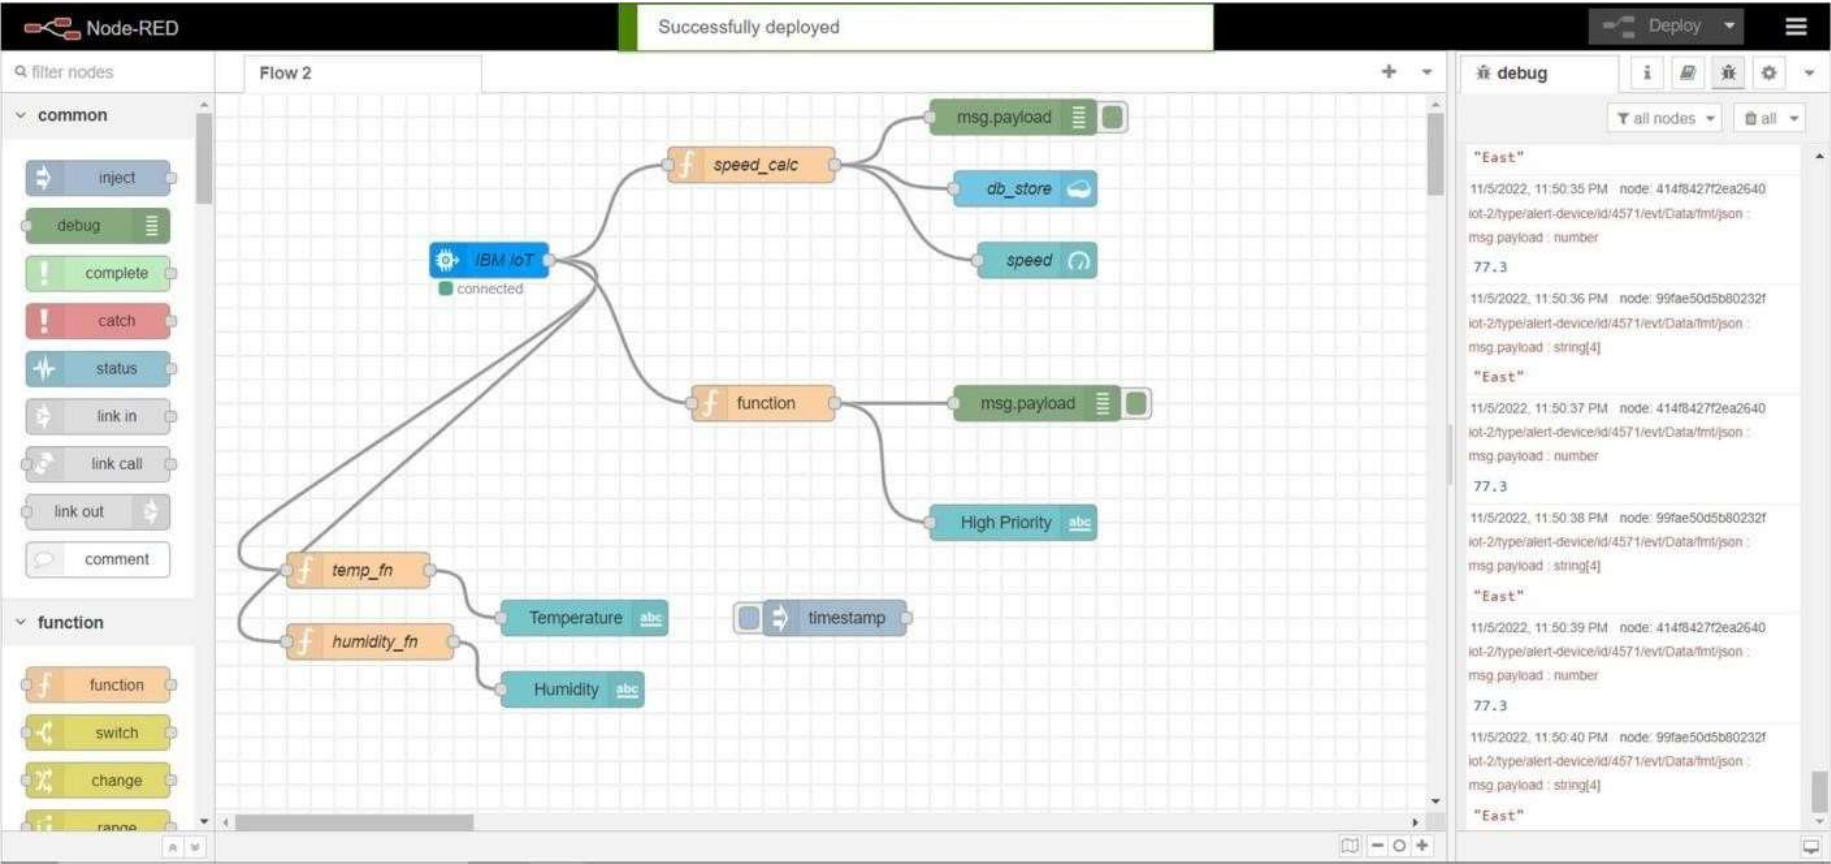 Node-RED
Successfully deployed
Deploy
filter nodes
Flow 2
debug
i
all nodes
all
common
inject
debug
complete
catch
status
link in
link call
link out
comment
function
function
switch
change
range
msg.payload
speed_calc
db_store
IBM IoT
speed
connected
function
msg.payload
High Priority
abc
temp_fn
Temperature
abc
timestamp
humidity_fn
Humidity
abc
"East"
11/5/2022, 11:50:35 PM node: 414f8427f2ea2640
iot-2/type/alert-device/id/4571/evt/Data/fmt/json :
msg.payload : number
77.3
11/5/2022, 11:50:36 PM node: 99fae50d5b80232f
iot-2/type/alert-device/id/4571/evt/Data/fmt/json :
msg.payload : string[4]
"East"
11/5/2022, 11:50:37 PM node: 414f8427f2ea2640
iot-2/type/alert-device/id/4571/evt/Data/fmt/json :
msg.payload : number
77.3
11/5/2022, 11:50:38 PM node: 99fae50d5b80232f
iot-2/type/alert-device/id/4571/evt/Data/fmt/json :
msg.payload : string[4]
"East"
11/5/2022, 11:50:39 PM node: 414f8427f2ea2640
iot-2/type/alert-device/id/4571/evt/Data/fmt/json :
msg.payload : number
77.3
11/5/2022, 11:50:40 PM node: 99fae50d5b80232f
iot-2/type/alert-device/id/4571/evt/Data/fmt/json :
msg.payload : string[4]
"East"